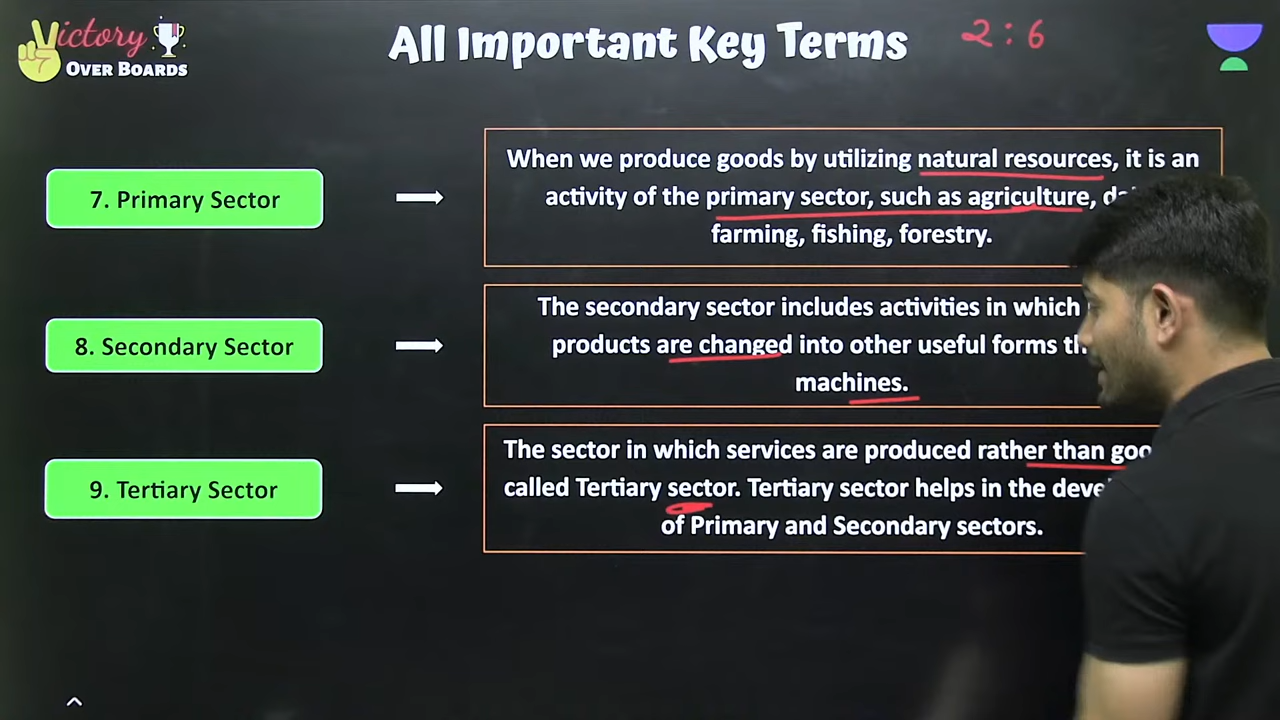 Victory
OVER BOARDS
All Important Key Terms
2 : 6
7. Primary Sector
When we produce goods by utilizing natural resources, it is an
activity of the primary sector, such as agriculture,
farming, fishing, forestry.
8. Secondary Sector
The secondary sector includes activities in which
products are changed into other useful forms
machines.
9. Tertiary Sector
The sector in which services are produced rather than
called Tertiary sector. Tertiary sector helps in the
of Primary and Secondary sectors.